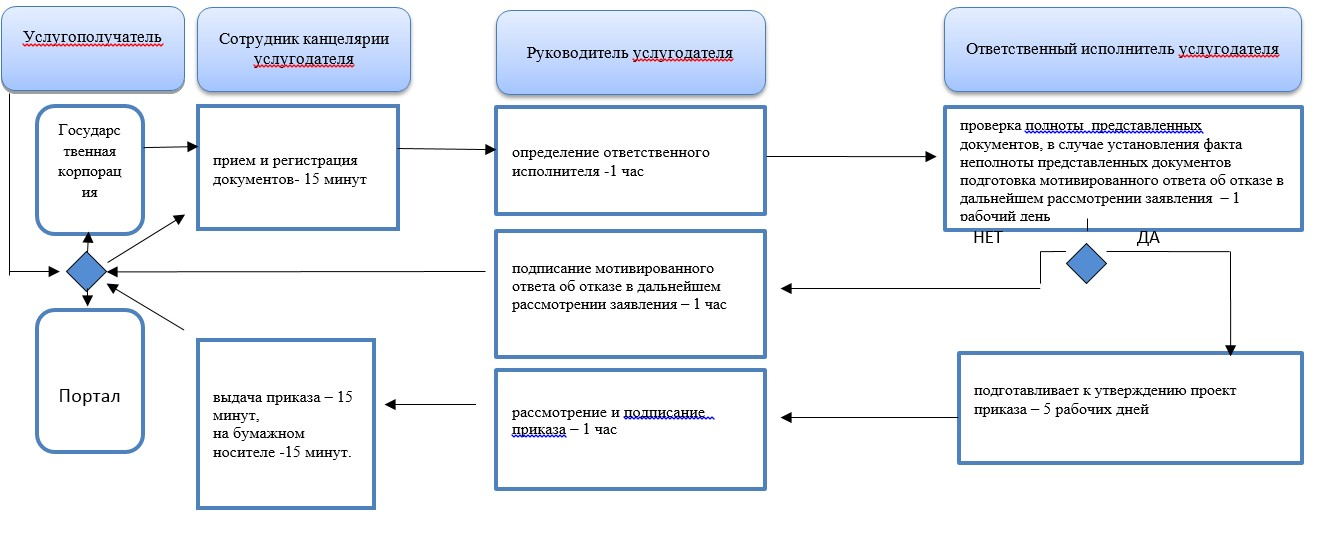 Услугополучатель
Сотрудник канцелярии
услугодателя
Руководитель услугодателя
Ответственный исполнитель услугодателя
Государс
твенная
корпорац
ия
прием и регистрация
документов- 15 минут
определение ответственного
исполнителя -1 час
проверка полноты представленных
документов, в случае установления факта
неполноты представленных документов
подготовка мотивированного ответа об отказе в
дальнейшем рассмотрении заявления – 1
рабочий день
НЕТ
ДА
подписание мотивированного
ответа об отказе в дальнейшем
рассмотрении заявления – 1 час
Портал
выдача приказа – 15
минут,
на бумажном
носителе -15 минут.
рассмотрение и подписание
приказа – 1 час
подготавливает к утверждению проект
приказа – 5 рабочих дней